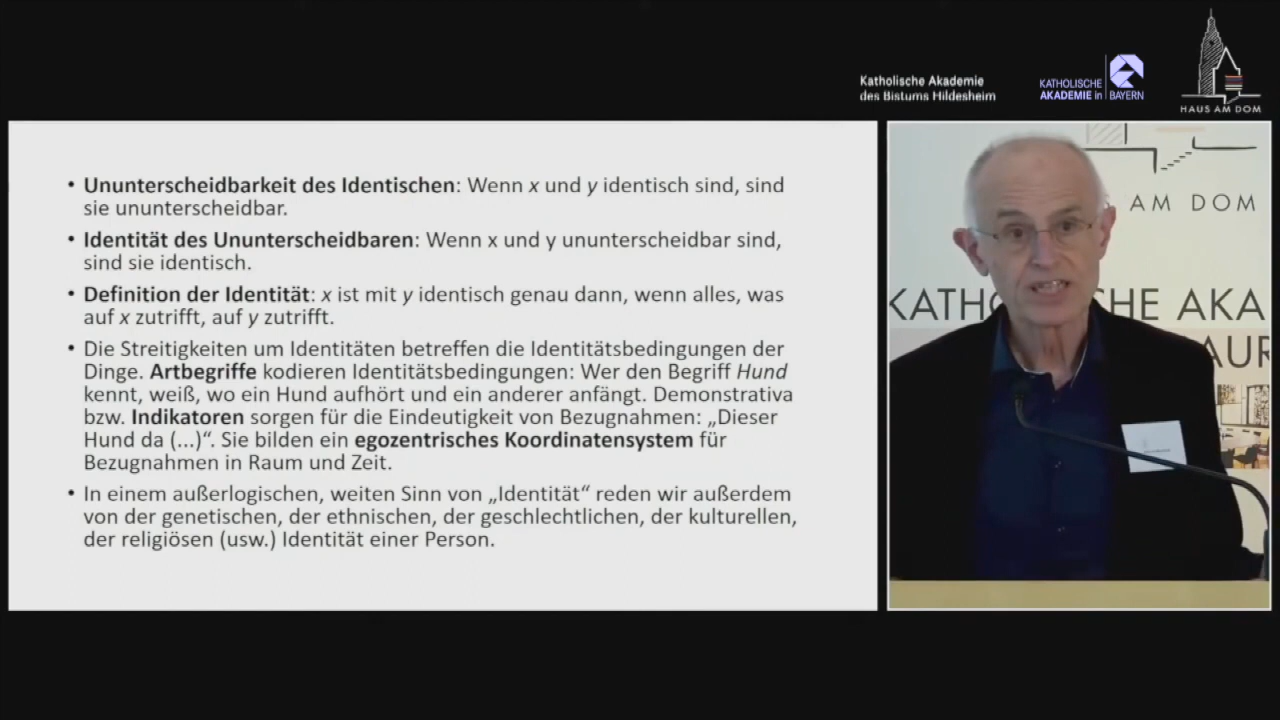 Katholische Akademie
des Bistums Hildesheim
KATHOLISCHE
AKADEMIE in BAYERN
HAUS AM DOM
• Ununterscheidbarkeit des Identischen: Wenn x und y identisch sind, sind
sie ununterscheidbar.
• Identität des Ununterscheidbaren: Wenn x und y ununterscheidbar sind,
sind sie identisch.
• Definition der Identität: x ist mit y identisch genau dann, wenn alles, was
auf x zutrifft, auf y zutrifft.
• Die Streitigkeiten um Identitäten betreffen die Identitätsbedingungen der
Dinge. Artbegriffe kodieren Identitätsbedingungen: Wer den Begriff Hund
kennt, weiß, wo ein Hund aufhört und ein anderer anfängt. Demonstrativa
bzw. Indikatoren sorgen für die Eindeutigkeit von Bezugnahmen: „Dieser
Hund da (...)“. Sie bilden ein egozentrisches Koordinatensystem für
Bezugnahmen in Raum und Zeit.
• In einem außerlogischen, weiten Sinn von „Identität“ reden wir außerdem
von der genetischen, der ethnischen, der geschlechtlichen, der kulturellen,
der religiösen (usw.) Identität einer Person.
AM DOM
KATHO SCHE AKA
AUR